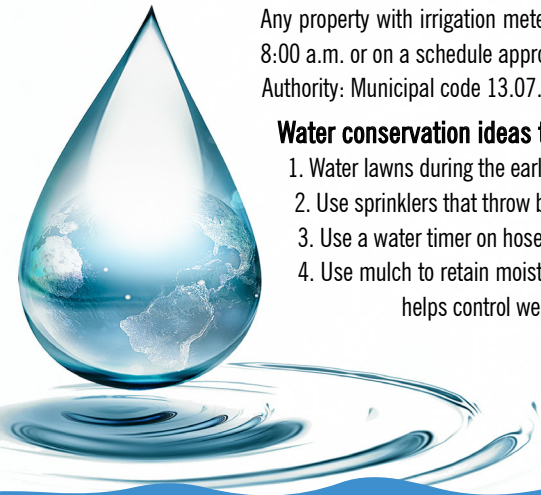 Any property with irrigation mete
8:00 a.m. or on a schedule appro
Authority: Municipal code 13.07.
Water conservation ideas t
1. Water lawns during the earl
2. Use sprinklers that throw b
3. Use a water timer on hose
4. Use mulch to retain moist
helps control we